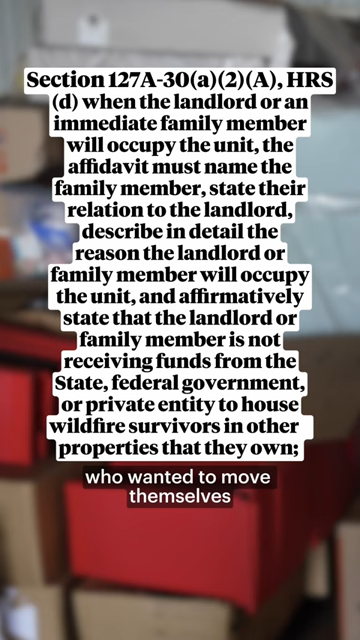 Section 127A-30(a)(2)(A), HRS
(d) when the landlord or an
immediate family member
will occupy the unit, the
affidavit must name the
family member, state their
relation to the landlord,
describe in detail the
reason the landlord or
family member will occupy
the unit, and affirmatively
state that the landlord or
family member is not
receiving funds from the
State, federal government,
or private entity to house
wildfire survivors in other
properties that they own;
who wanted to move
themselves